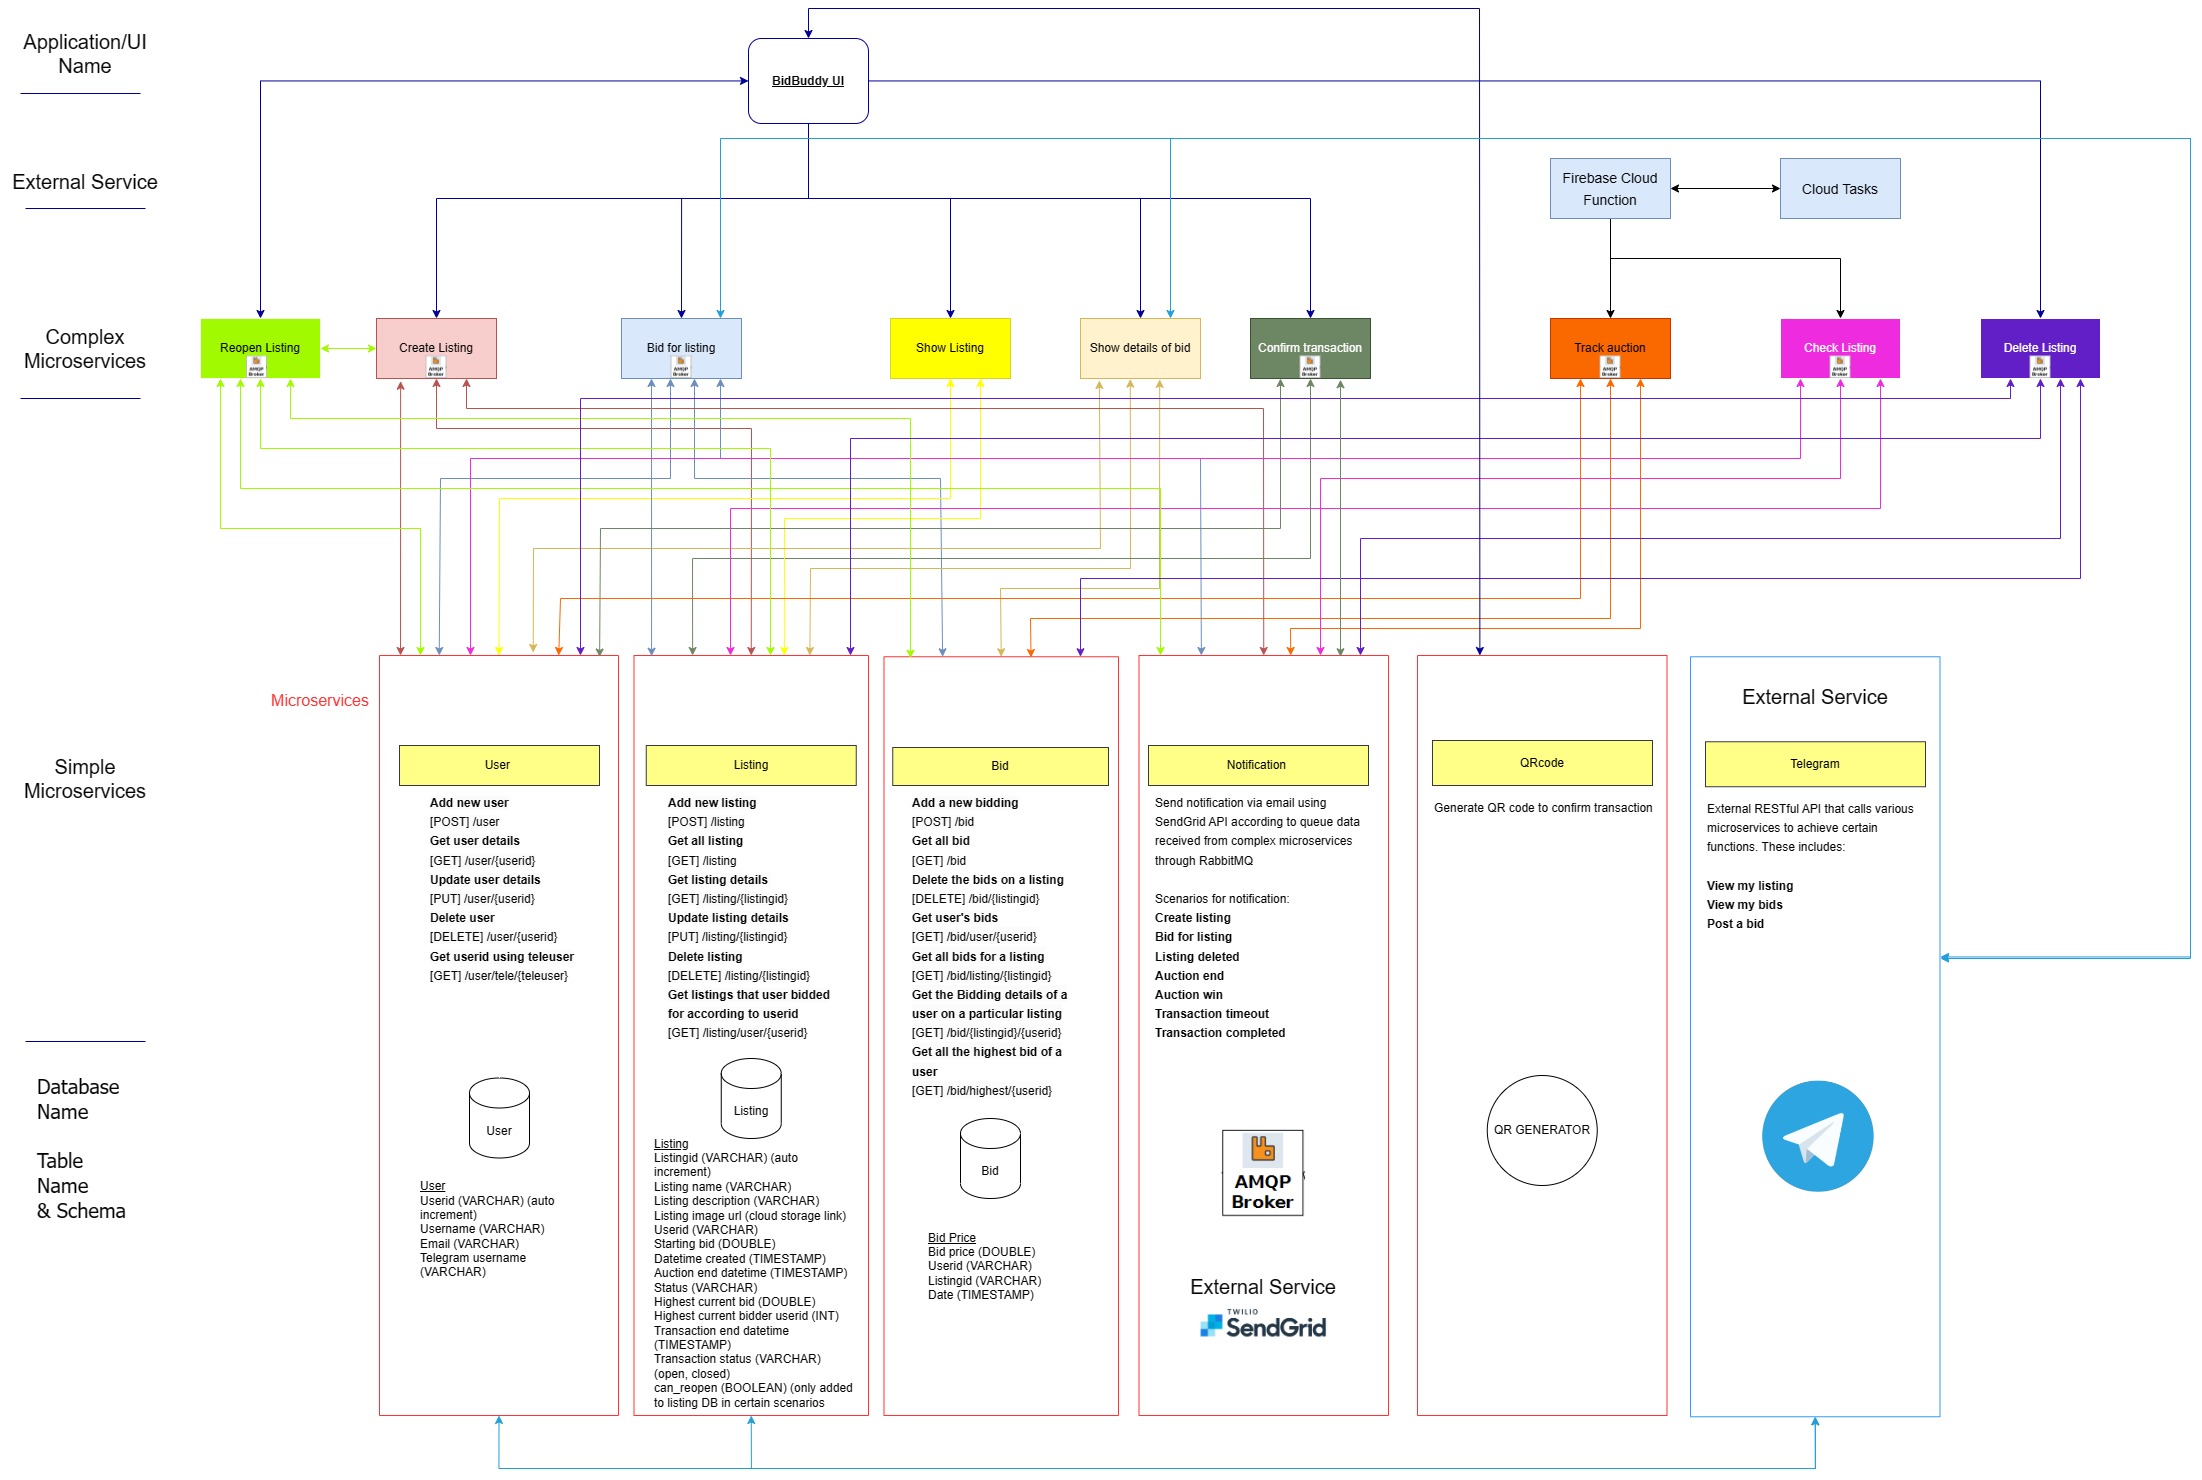 Application/UI
Name
BidBuddy UI
External Service
Firebase Cloud
Function
Cloud Tasks
Complex
Microservices
Reopen Listing
AMQP
Broker
Create Listing
AMQP
Broker
Bid for listing
AMQP
Broker
Show Listing
Show details of bid
Confirm transaction
AMQP
Broker
Track auction
AMQP
Broker
Check Listing
AMQP
Broker
Delete Listing
AMQP
Broker
Microservices
Simple
Microservices
User
Add new user
[POST] /user
Get user details
[GET] /user/{userid}
Update user details
[PUT] /user/{userid}
Delete user
[DELETE] /user/{userid}
Get userid using teleuser
[GET] /user/tele/{teleuser}
Listing
Add new listing
[POST] /listing
Get all listing
[GET] /listing
Get listing details
[GET] /listing/{listingid}
Update listing details
[PUT] /listing/{listingid}
Delete listing
[DELETE] /listing/{listingid}
Get listings that user bidded
for according to userid
[GET] /listing/user/{userid}
Bid
Add a new bidding
[POST] /bid
Get all bid
[GET] /bid
Delete the bids on a listing
[DELETE] /bid/{listingid}
Get user's bids
[GET] /bid/user/{userid}
Get all bids for a listing
[GET] /bid/listing/{listingid}
Get the Bidding details of a
user on a particular listing
[GET] /bid/{listingid}/{userid}
Get all the highest bid of a
user
[GET] /bid/highest/{userid}
Notification
Send notification via email using
SendGrid API according to queue data
received from complex microservices
through RabbitMQ
Scenarios for notification:
Create listing
Bid for listing
Listing deleted
Auction end
Auction win
Transaction timeout
Transaction completed
QRcode
Generate QR code to confirm transaction
External Service
Telegram
External RESTful API that calls various
microservices to achieve certain
functions. These includes:
View my listing
View my bids
Post a bid
Database
Name
Table
Name
& Schema
User
User
Userid (VARCHAR) (auto
increment)
Username (VARCHAR)
Email (VARCHAR)
Telegram username
(VARCHAR)
Listing
Listing
Listingid (VARCHAR) (auto
increment)
Listing name (VARCHAR)
Listing description (VARCHAR)
Listing image url (cloud storage link)
Userid (VARCHAR)
Starting bid (DOUBLE)
Datetime created (TIMESTAMP)
Auction end datetime (TIMESTAMP)
Status (VARCHAR)
Highest current bid (DOUBLE)
Highest current bidder userid (INT)
Transaction end datetime
(TIMESTAMP)
Transaction status (VARCHAR)
(open, closed)
can_reopen (BOOLEAN) (only added
to listing DB in certain scenarios
Bid
Bid Price
Bid price (DOUBLE)
Userid (VARCHAR)
Listingid (VARCHAR)
Date (TIMESTAMP)
AMQP
Broker
External Service
TWILIO
SendGrid
QR GENERATOR